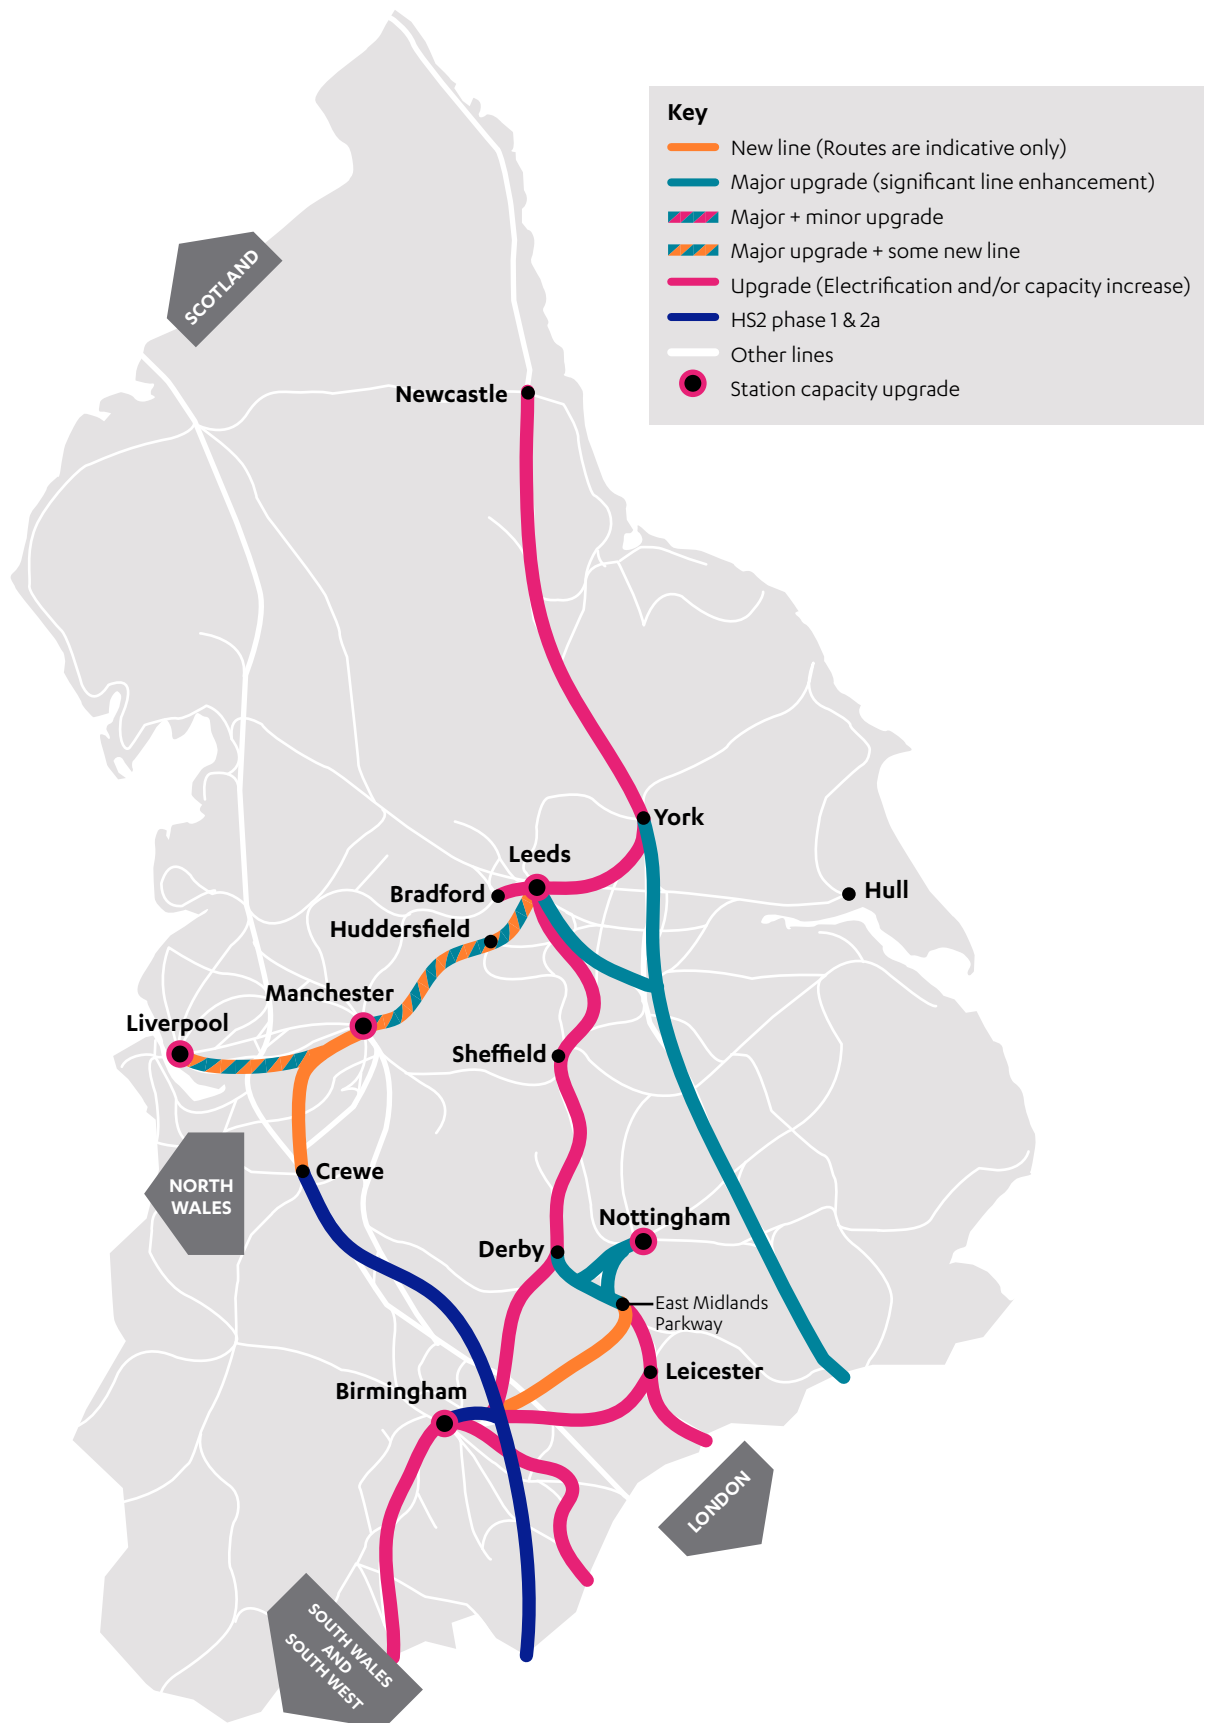 Key
New line (Routes are indicative only)
Major upgrade (significant line enhancement)
Major + minor upgrade
Major upgrade + some new line
Upgrade (Electrification and/or capacity increase)
HS2 phase 1 & 2a
Other lines
Station capacity upgrade
SCOTLAND
Newcastle
York
Leeds
Bradford
Hull
Huddersfield
Manchester
Liverpool
Sheffield
Crewe
NORTH
WALES
Nottingham
Derby
East Midlands
Parkway
Leicester
Birmingham
LONDON
SOUTH WALES
AND
SOUTH WEST